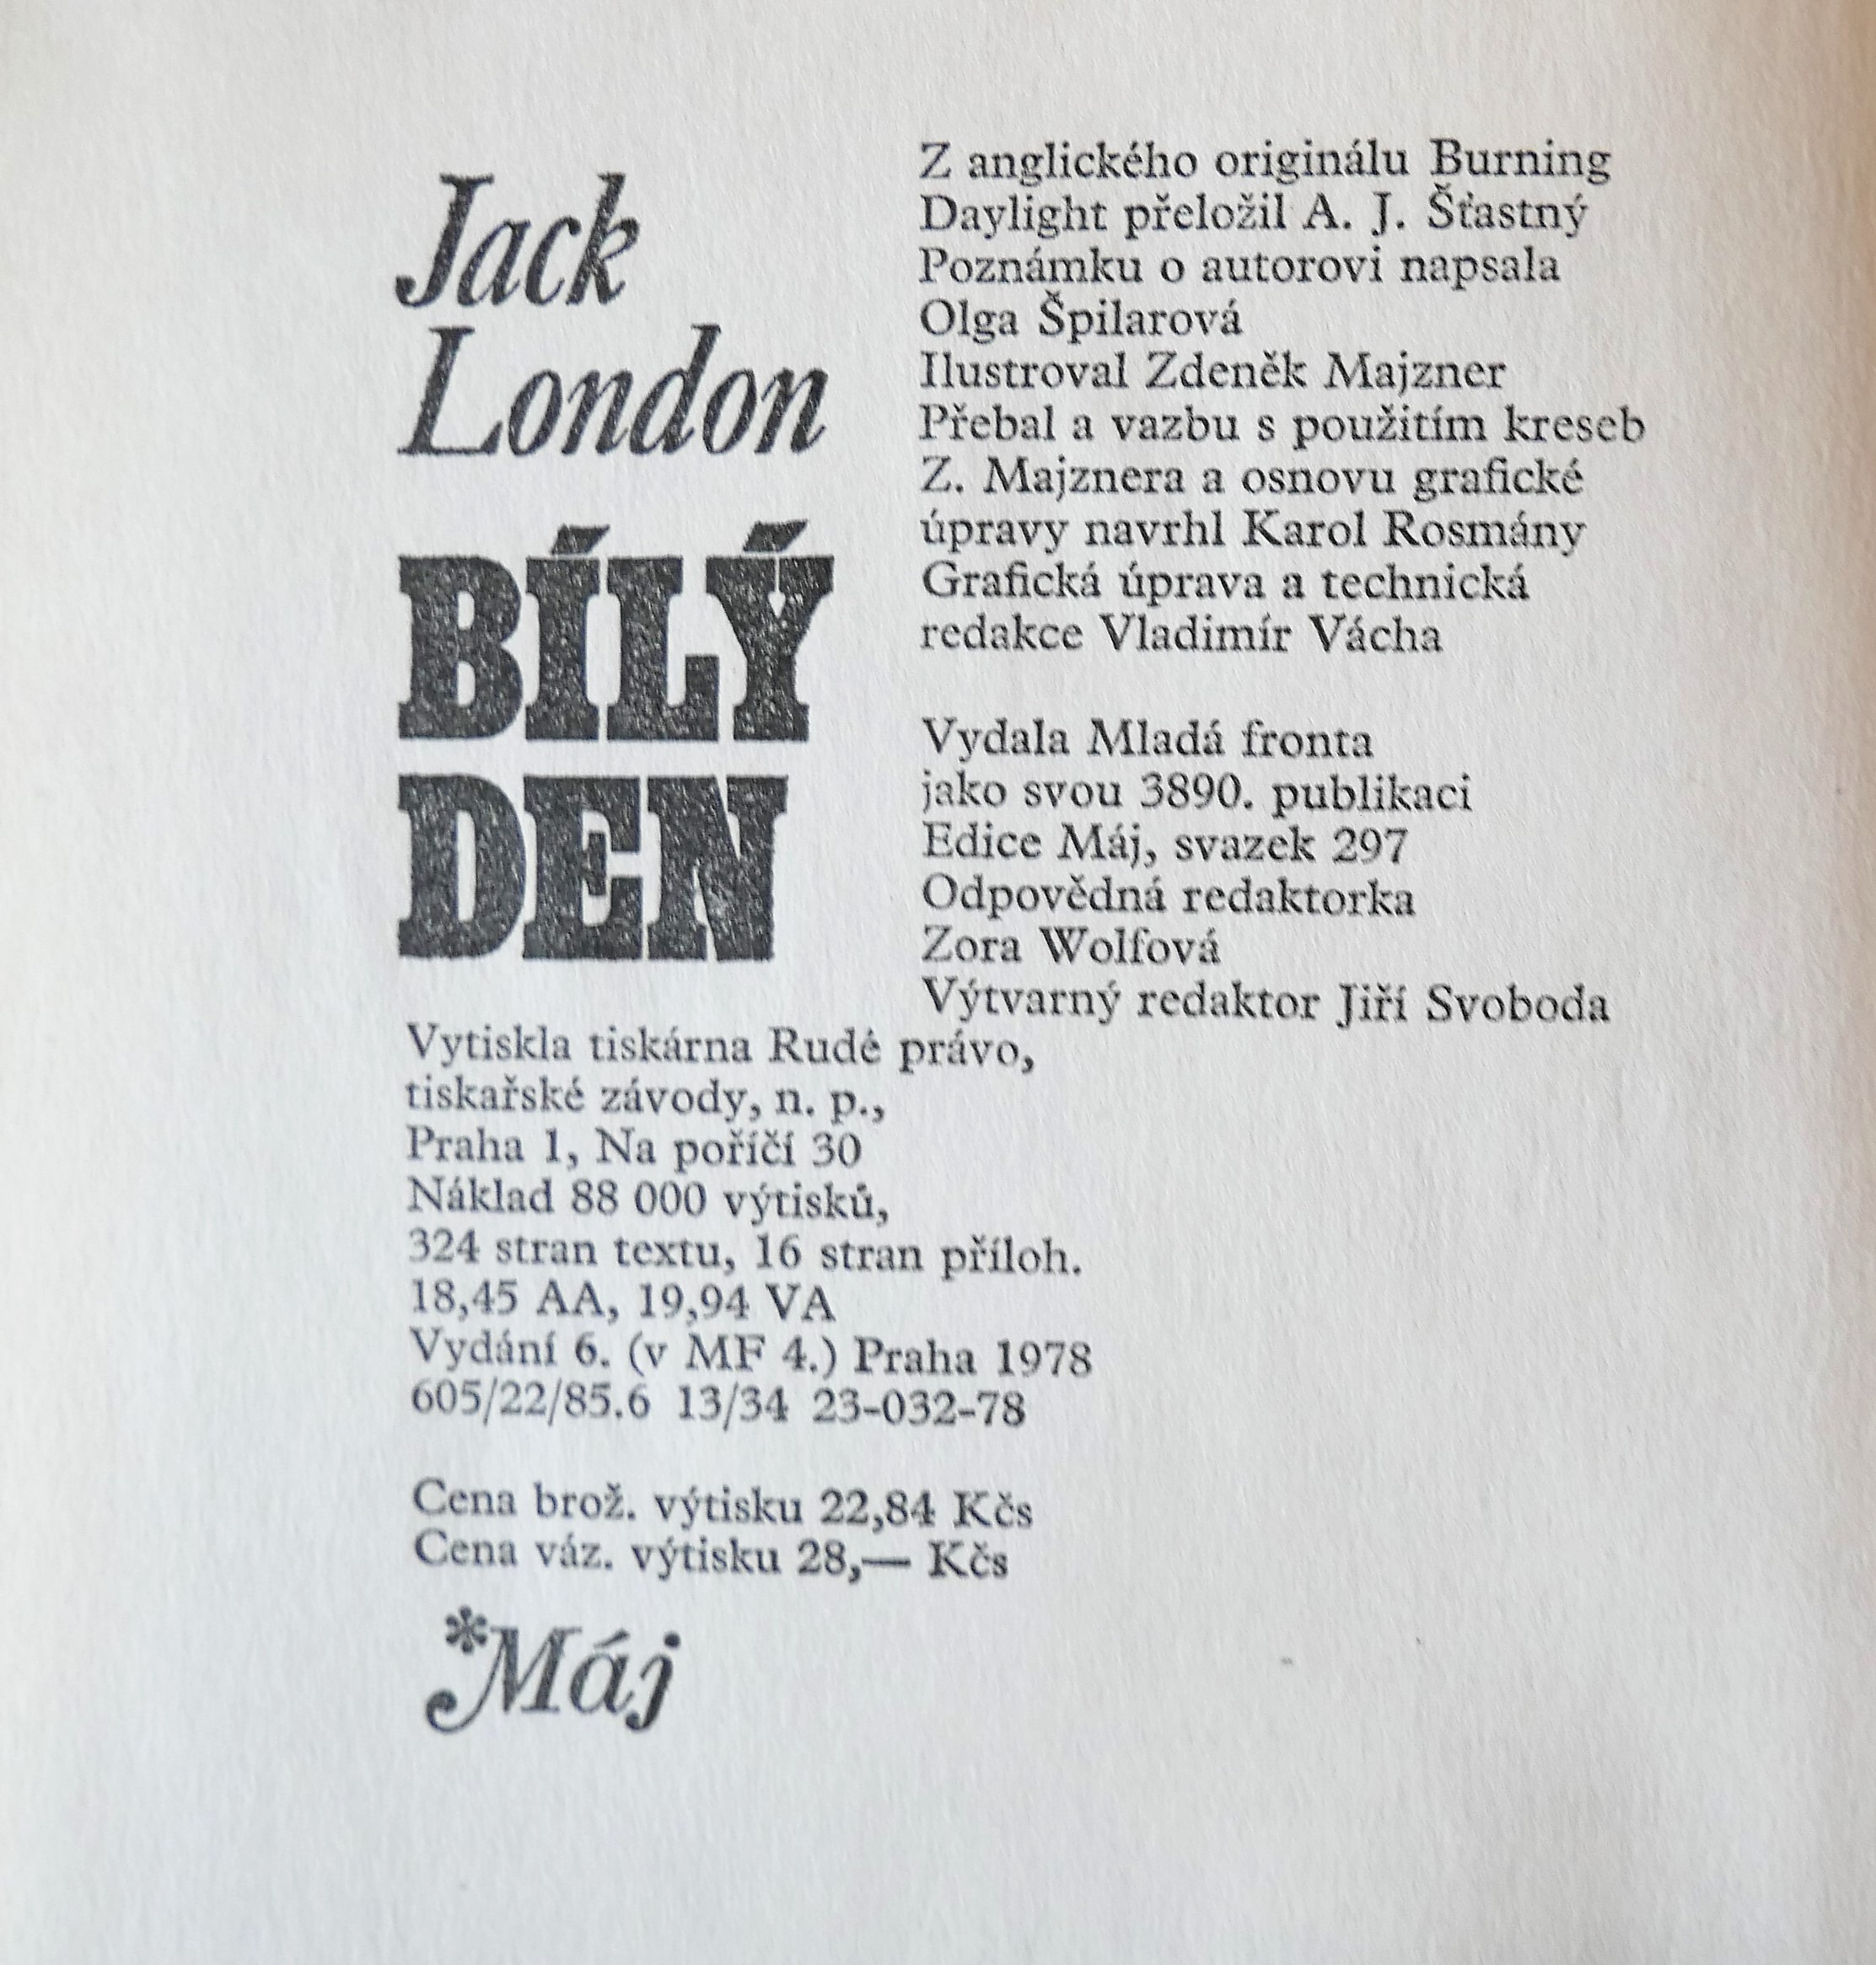 Jack
London
BÍLÝ
DEN
Z anglického originálu Burning
Daylight přeložil A. J. Šťastný
Poznámku o autorovi napsala
Olga Špilarová
Ilustroval Zdeněk Majzner
Přebal a vazbu s použitím kreseb
Z. Majznera a osnovu grafické
úpravy navrhl Karol Rosmány
Grafická úprava a technická
redakce Vladimír Vácha
Vydala Mladá fronta
jako svou 3890. publikaci
Edice Máj, svazek 297
Odpovědná redaktorka
Zora Wolfová
Výtvarný redaktor Jiří Svoboda
Vytiskla tiskárna Rudé právo,
tiskařské závody, n. p.,
Praha 1, Na poříčí 30
Náklad 88 000 výtisků,
324 stran textu, 16 stran příloh.
18,45 AA, 19,94 VA
Vydání 6. (v MF 4.) Praha 1978
605/22/85.6 13/34 23-032-78
Cena brož. výtisku 22,84 Kčs
Cena váz. výtisku 28,— Kčs
*Máj